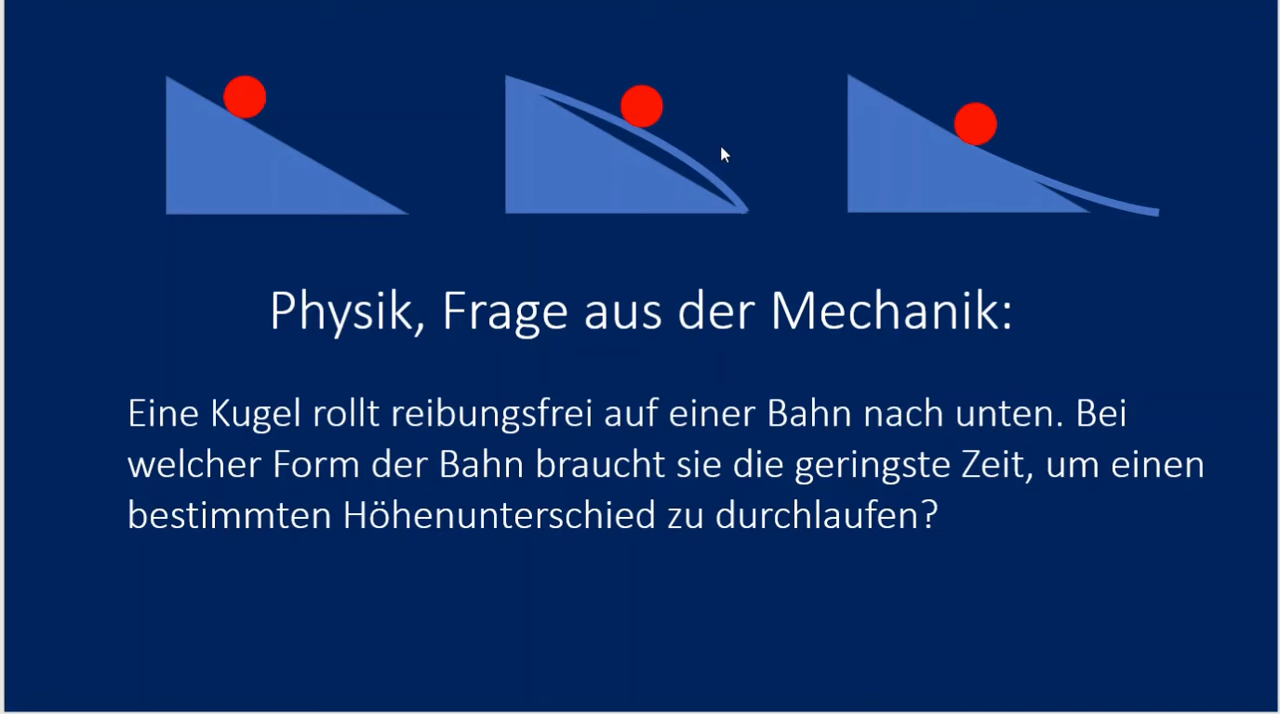 Physik, Frage aus der Mechanik:
Eine Kugel rollt reibungsfrei auf einer Bahn nach unten. Bei
welcher Form der Bahn braucht sie die geringste Zeit, um einen
bestimmten Höhenunterschied zu durchlaufen?